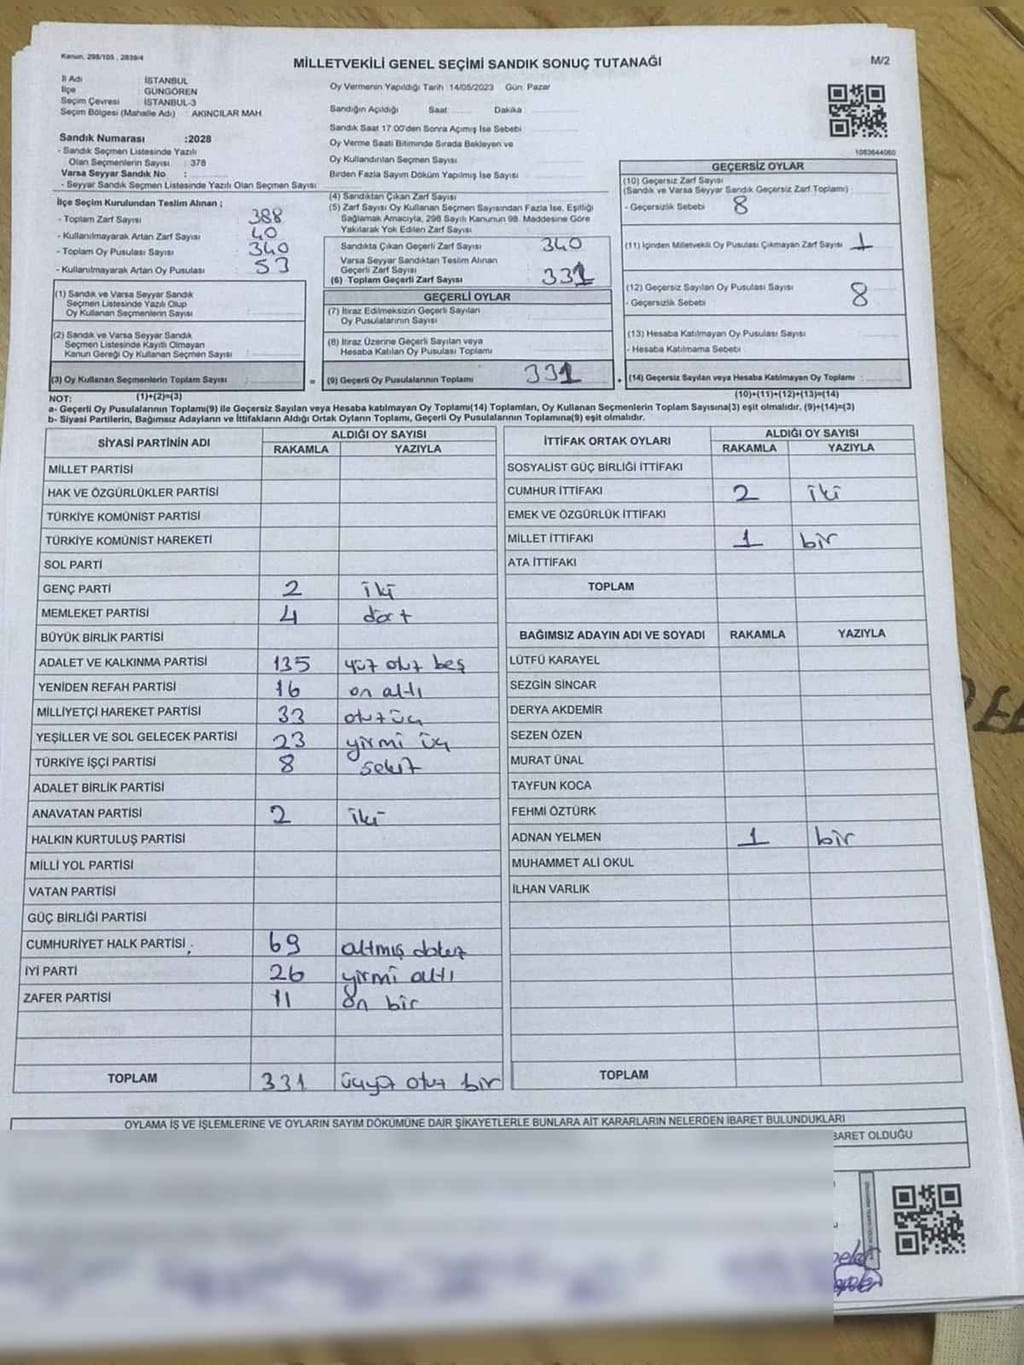 Kanun, 298/105 , 2839/4
MİLLETVEKİLİ GENEL SEÇİMİ SANDIK SONUÇ TUTANAĞI
M/2
İl Adı İSTANBUL
İlçe GÜNGÖREN
Seçim Çevresi İSTANBUL-3
Seçim Bölgesi (Mahalle Adı) AKINCILAR MAH
Sandık Numarası :2028
- Sandık Seçmen Listesinde Yazılı
Olan Seçmenlerin Sayısı : 378
Varsa Seyyar Sandık No :
- Seyyar Sandık Seçmen Listesinde Yazılı Olan Seçmen Sayısı:
İlçe Seçim Kurulundan Teslim Alınan ;
- Toplam Zarf Sayısı : 388
- Kullanılmayarak Artan Zarf Sayısı : 40
- Toplam Oy Pusulası Sayısı : 340
- Kullanılmayarak Artan Oy Pusulası : 53
(1) Sandık ve Varsa Seyyar Sandık
Seçmen Listesinde Yazılı Olup
Oy Kullanan Seçmenlerin Sayısı
(2) Sandık ve Varsa Seyyar Sandık
Seçmen Listesinde Kayıtlı Olmayan
Kanun Gereği Oy Kullanan Seçmen Sayısı
(3) Oy Kullanan Seçmenlerin Toplam Sayısı
Oy Vermenin Yapıldığı Tarih :14/05/2023 Gün: Pazar
Sandığın Açıldığı Saat Dakika
Sandık Saat 17:00'den Sonra Açılmış İse Sebebi
Oy Verme Saati Bitiminde Sırada Bekleyen ve
Oy Kullandırılan Seçmen Sayısı
Birden Fazla Sayım Döküm Yapılmış İse Sayısı
(4) Sandıktan Çıkan Zarf Sayısı
(5) Zarf Sayısı Oy Kullanan Seçmen Sayısından Fazla İse, Eşitliği
Sağlamak Amacıyla, 298 Sayılı Kanunun 98. Maddesine Göre
Yakılarak Yok Edilen Zarf Sayısı
Sandıkta Çıkan Geçerli Zarf Sayısı 340
Varsa Seyyar Sandıktan Teslim Alınan
Geçerli Zarf Sayısı
(6) Toplam Geçerli Zarf Sayısı 331
GEÇERLİ OYLAR
(7) İtiraz Edilmeksizin Geçerli Sayılan
Oy Pusulalarının Sayısı
(8) İtiraz Üzerine Geçerli Sayılan veya
Hesaba Katılan Oy Pusulası Toplamı
= (9) Geçerli Oy Pusulalarının Toplamı 331
1083644060
GEÇERSİZ OYLAR
(10) Geçersiz Zarf Sayısı
(Sandık ve Varsa Seyyar Sandık Geçersiz Zarf Toplamı)
- Geçersizlik Sebebi 8
(11) İçinden Milletvekili Oy Pusulası Çıkmayan Zarf Sayısı 1
(12) Geçersiz Sayılan Oy Pusulası Sayısı
- Geçersizlik Sebebi 8
(13) Hesaba Katılmayan Oy Pusulası Sayısı
- Hesaba Katılmama Sebebi
+ (14) Geçersiz Sayılan veya Hesaba Katılmayan Oy Toplamı :
NOT: (1)+(2)=(3)
(10)+(11)+(12)+(13)=(14)
a- Geçerli Oy Pusulalarının Toplamı(9) ile Geçersiz Sayılan veya Hesaba katılmayan Oy Toplamı(14) Toplamları, Oy Kullanan Seçmenlerin Toplam Sayısına(3) eşit olmalıdır. (9)+(14)=(3)
b- Siyasi Partilerin, Bağımsız Adayların ve İttifakların Aldığı Ortak Oyların Toplamı, Geçerli Oy Pusulalarının Toplamına(9) eşit olmalıdır.
SİYASİ PARTİNİN ADI ALDIĞI OY SAYISI
RAKAMLA YAZIYLA
MİLLET PARTİSİ
HAK VE ÖZGÜRLÜKLER PARTİSİ
TÜRKİYE KOMÜNİST PARTİSİ
TÜRKİYE KOMÜNİST HAREKETİ
SOL PARTİ
GENÇ PARTİ 2 iki
MEMLEKET PARTİSİ 4 dört
BÜYÜK BİRLİK PARTİSİ
ADALET VE KALKINMA PARTİSİ 135 yüz otuz beş
YENİDEN REFAH PARTİSİ 16 on altı
MİLLİYETÇİ HAREKET PARTİSİ 33 otuz üç
YEŞİLLER VE SOL GELECEK PARTİSİ 23 yirmi üç
TÜRKİYE İŞÇİ PARTİSİ 8 sekiz
ADALET BİRLİK PARTİSİ
ANAVATAN PARTİSİ 2 iki
HALKIN KURTULUŞ PARTİSİ
MİLLİ YOL PARTİSİ
VATAN PARTİSİ
GÜÇ BİRLİĞİ PARTİSİ
CUMHURİYET HALK PARTİSİ 69 altmış dokuz
İYİ PARTİ 26 yirmi altı
ZAFER PARTİSİ 11 on bir
TOPLAM 331 üçyüz otuz bir
İTTİFAK ORTAK OYLARI ALDIĞI OY SAYISI
RAKAMLA YAZIYLA
SOSYALİST GÜÇ BİRLİĞİ İTTİFAKI
CUMHUR İTTİFAKI 2 iki
EMEK VE ÖZGÜRLÜK İTTİFAKI
MİLLET İTTİFAKI 1 bir
ATA İTTİFAKI
TOPLAM
BAĞIMSIZ ADAYIN ADI VE SOYADI RAKAMLA YAZIYLA
LÜTFÜ KARAYEL
SEZGİN SİNCAR
DERYA AKDEMİR
SEZEN ÖZEN
MURAT ÜNAL
TAYFUN KOCA
FEHMİ ÖZTÜRK
ADNAN YELMEN 1 bir
MUHAMMET ALİ OKUL
İLHAN VARLIK
TOPLAM
OYLAMA İŞ VE İŞLEMLERİNE VE OYLARIN SAYIM DÖKÜMÜNE DAİR ŞİKAYETLERLE BUNLARA AİT KARARLARIN NELERDEN İBARET BULUNDUKLARI
BARET OLDUĞU